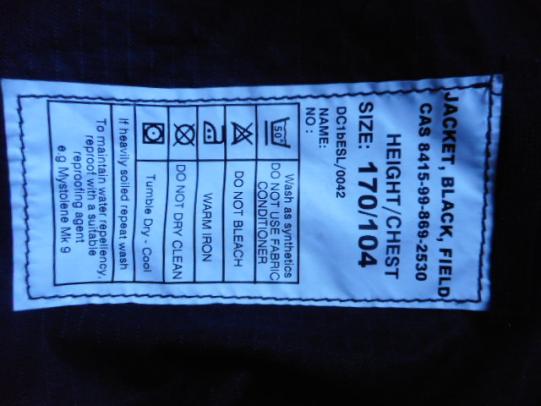 JACKET, BLACK, FIELD
CAS 8415-99-869-2530
HEIGHT/CHEST
SIZE: 170/104
DC1bESL/0042
NAME:
NO :
50°
Wash as synthetics
DO NOT USE FABRIC
CONDITIONER
DO NOT BLEACH
WARM IRON
DO NOT DRY CLEAN
Tumble Dry - Cool
If heavily soiled repeat wash
To maintain water repellency,
reproof with a suitable
reproofing agent
e.g Mystolene Mk 9